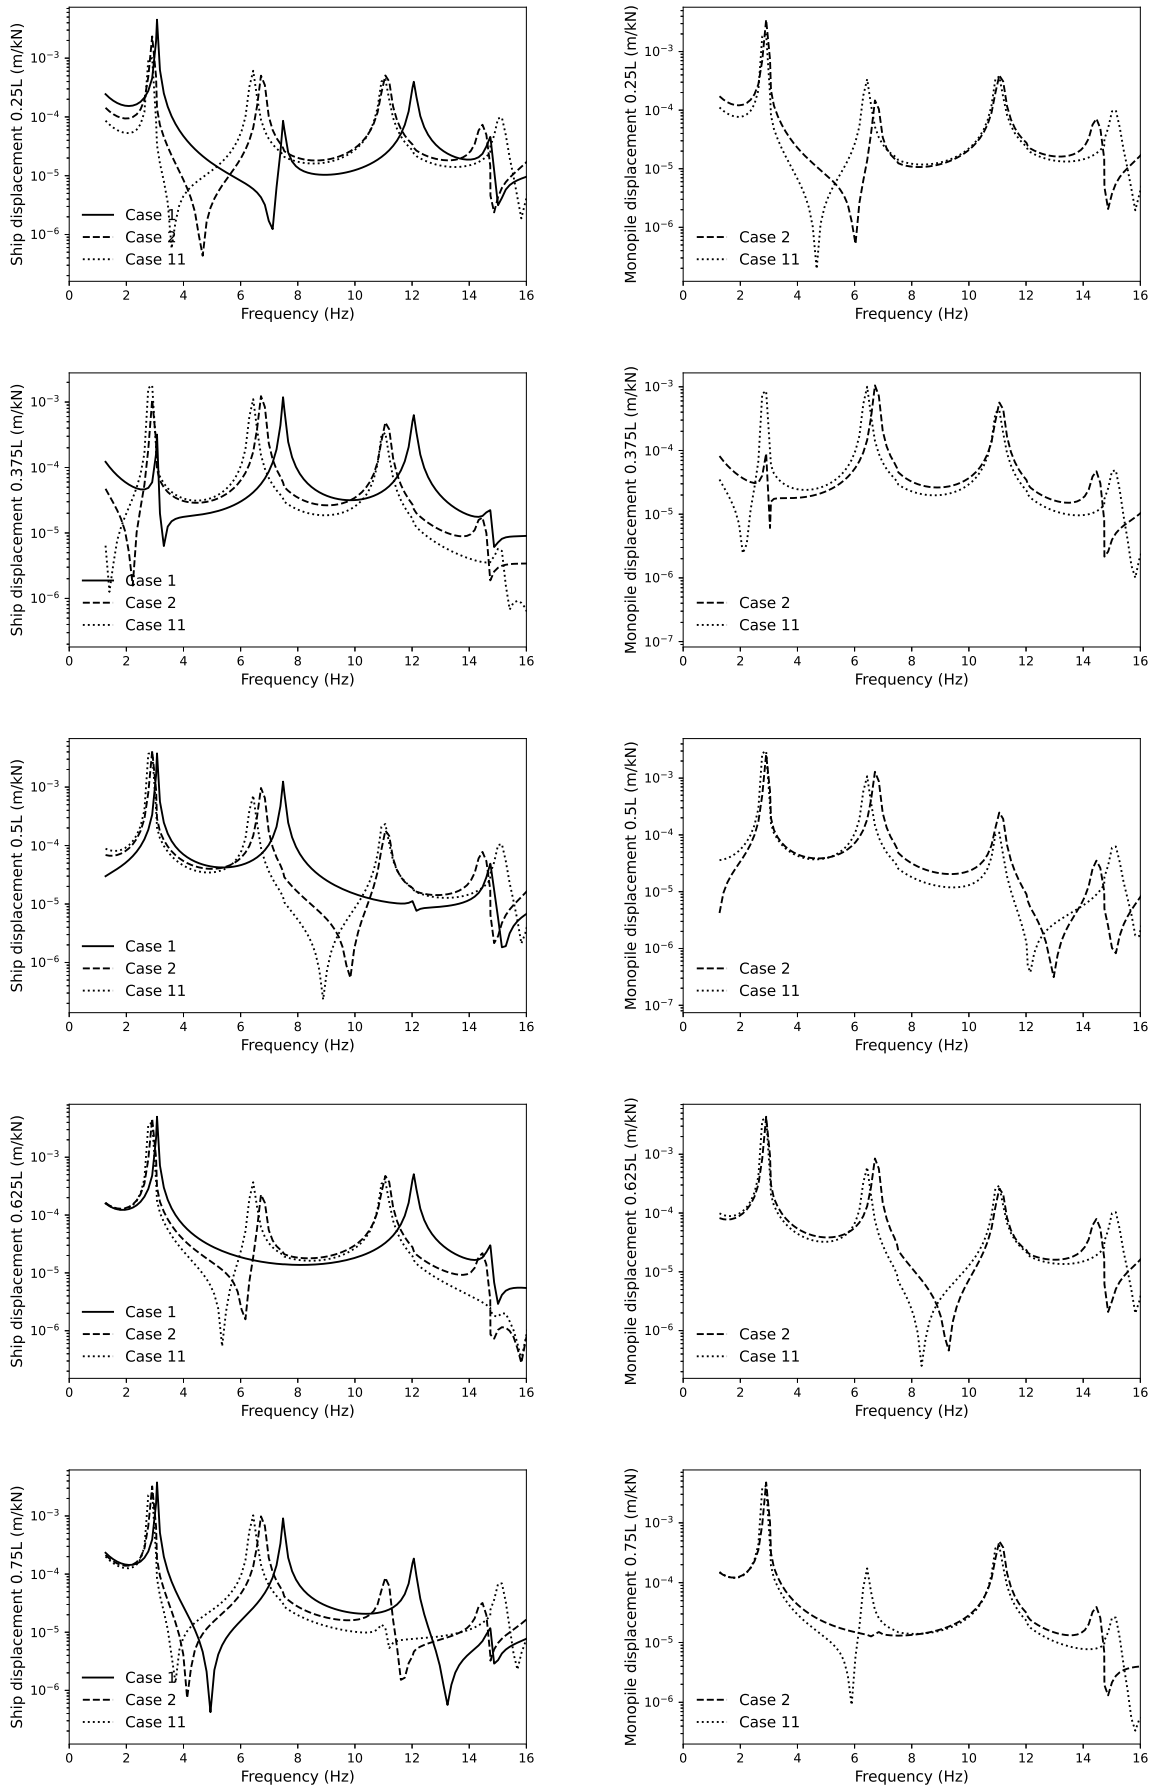 Ship displacement 0.25L (m/kN)
10⁻³
10⁻⁴
10⁻⁵
10⁻⁶
Case 1
Case 2
Case 11
0 2 4 6 8 10 12 14 16
Frequency (Hz)
Monopile displacement 0.25L (m/kN)
10⁻³
10⁻⁴
10⁻⁵
10⁻⁶
Case 2
Case 11
0 2 4 6 8 10 12 14 16
Frequency (Hz)
Ship displacement 0.375L (m/kN)
10⁻³
10⁻⁴
10⁻⁵
10⁻⁶
Case 1
Case 2
Case 11
0 2 4 6 8 10 12 14 16
Frequency (Hz)
Monopile displacement 0.375L (m/kN)
10⁻³
10⁻⁴
10⁻⁵
10⁻⁶
10⁻⁷
Case 2
Case 11
0 2 4 6 8 10 12 14 16
Frequency (Hz)
Ship displacement 0.5L (m/kN)
10⁻³
10⁻⁴
10⁻⁵
10⁻⁶
Case 1
Case 2
Case 11
0 2 4 6 8 10 12 14 16
Frequency (Hz)
Monopile displacement 0.5L (m/kN)
10⁻³
10⁻⁴
10⁻⁵
10⁻⁶
10⁻⁷
Case 2
Case 11
0 2 4 6 8 10 12 14 16
Frequency (Hz)
Ship displacement 0.625L (m/kN)
10⁻³
10⁻⁴
10⁻⁵
10⁻⁶
Case 1
Case 2
Case 11
0 2 4 6 8 10 12 14 16
Frequency (Hz)
Monopile displacement 0.625L (m/kN)
10⁻³
10⁻⁴
10⁻⁵
10⁻⁶
Case 2
Case 11
0 2 4 6 8 10 12 14 16
Frequency (Hz)
Ship displacement 0.75L (m/kN)
10⁻³
10⁻⁴
10⁻⁵
10⁻⁶
Case 1
Case 2
Case 11
0 2 4 6 8 10 12 14 16
Frequency (Hz)
Monopile displacement 0.75L (m/kN)
10⁻³
10⁻⁴
10⁻⁵
10⁻⁶
Case 2
Case 11
0 2 4 6 8 10 12 14 16
Frequency (Hz)